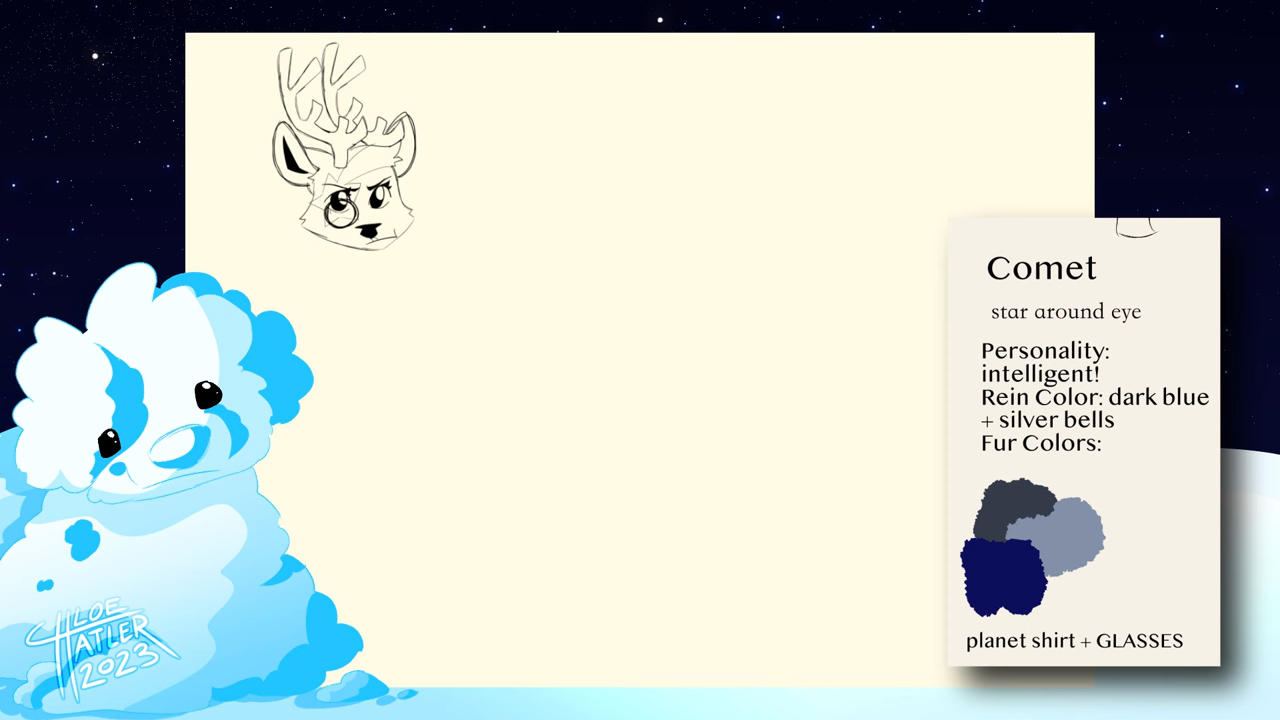 Comet
star around eye
Personality:
intelligent!
Rein Color: dark blue
+ silver bells
Fur Colors:
planet shirt + GLASSES
CHLOE
HATLER
2023